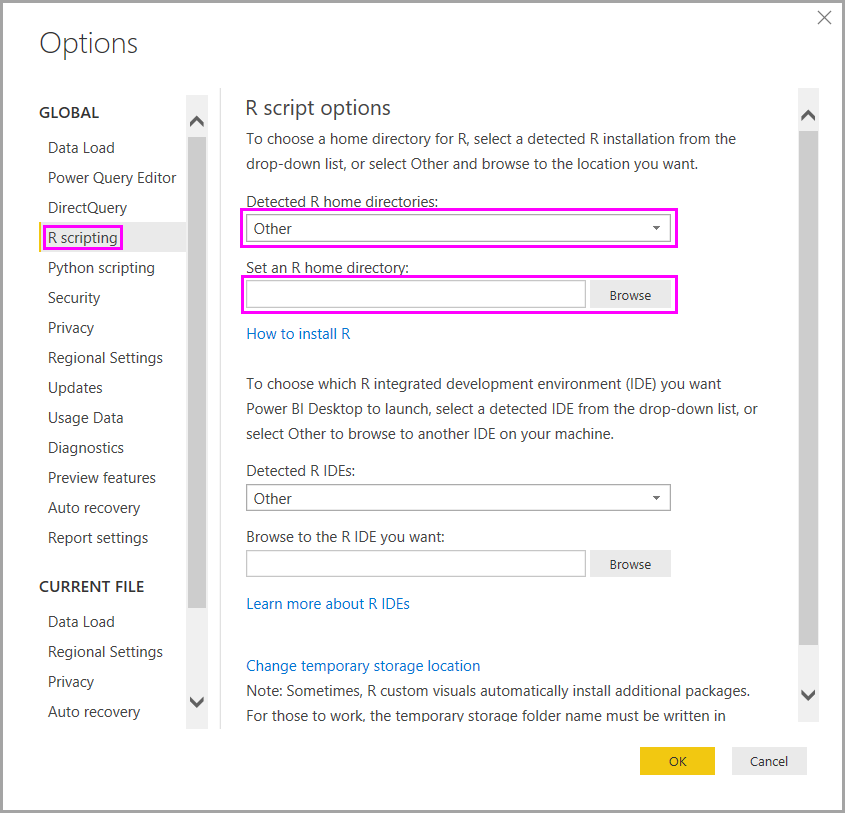 Options
GLOBAL
Data Load
Power Query Editor
DirectQuery
R scripting
Python scripting
Security
Privacy
Regional Settings
Updates
Usage Data
Diagnostics
Preview features
Auto recovery
Report settings
CURRENT FILE
Data Load
Regional Settings
Privacy
Auto recovery
R script options
To choose a home directory for R, select a detected R installation from the
drop-down list, or select Other and browse to the location you want.
Detected R home directories:
Other
Set an R home directory:
Browse
How to install R
To choose which R integrated development environment (IDE) you want
Power BI Desktop to launch, select a detected IDE from the drop-down list, or
select Other to browse to another IDE on your machine.
Detected R IDEs:
Other
Browse to the R IDE you want:
Browse
Learn more about R IDEs
Change temporary storage location
Note: Sometimes, R custom visuals automatically install additional packages.
For those to work, the temporary storage folder name must be written in
OK
Cancel